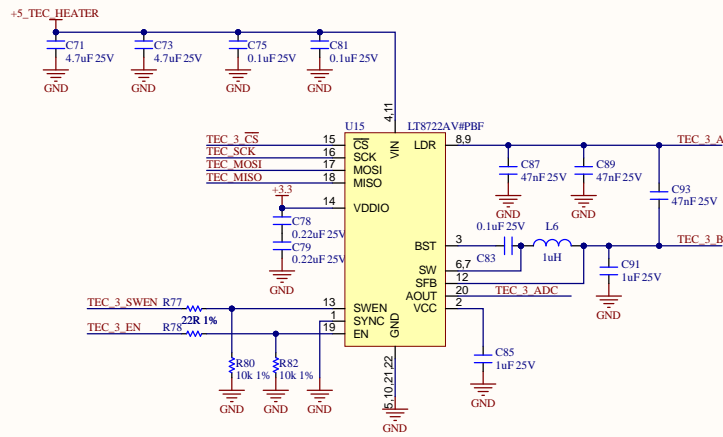 +5_TEC_HEATER
C71
4.7uF 25V
C73
4.7uF 25V
C75
0.1uF 25V
C81
0.1uF 25V
GND GND GND GND
4,11
U15 LT8722AV#PBF
VIN
TEC_3_CS 15 CS LDR 8,9 TEC_3_A
TEC_SCK 16 SCK
TEC_MOSI 17 MOSI
TEC_MISO 18 MISO
C87
47nF 25V
C89
47nF 25V
GND GND
C93
47nF 25V
+3.3
14 VDDIO
C78
0.22uF 25V
C79
0.22uF 25V
GND
0.1uF 25V L6
BST 3 C83 1uH TEC_3_B
SW 6,7
SFB 12
C91
1uF 25V
GND
AOUT 20 TEC_3_ADC
VCC 2
TEC_3_SWEN R77 13 SWEN
22R 1%
1 SYNC
TEC_3_EN R78 19 EN
GND
R80
10k 1%
R82
10k 1%
GND GND GND
5,10,21,22
GND
C85
1uF 25V
GND